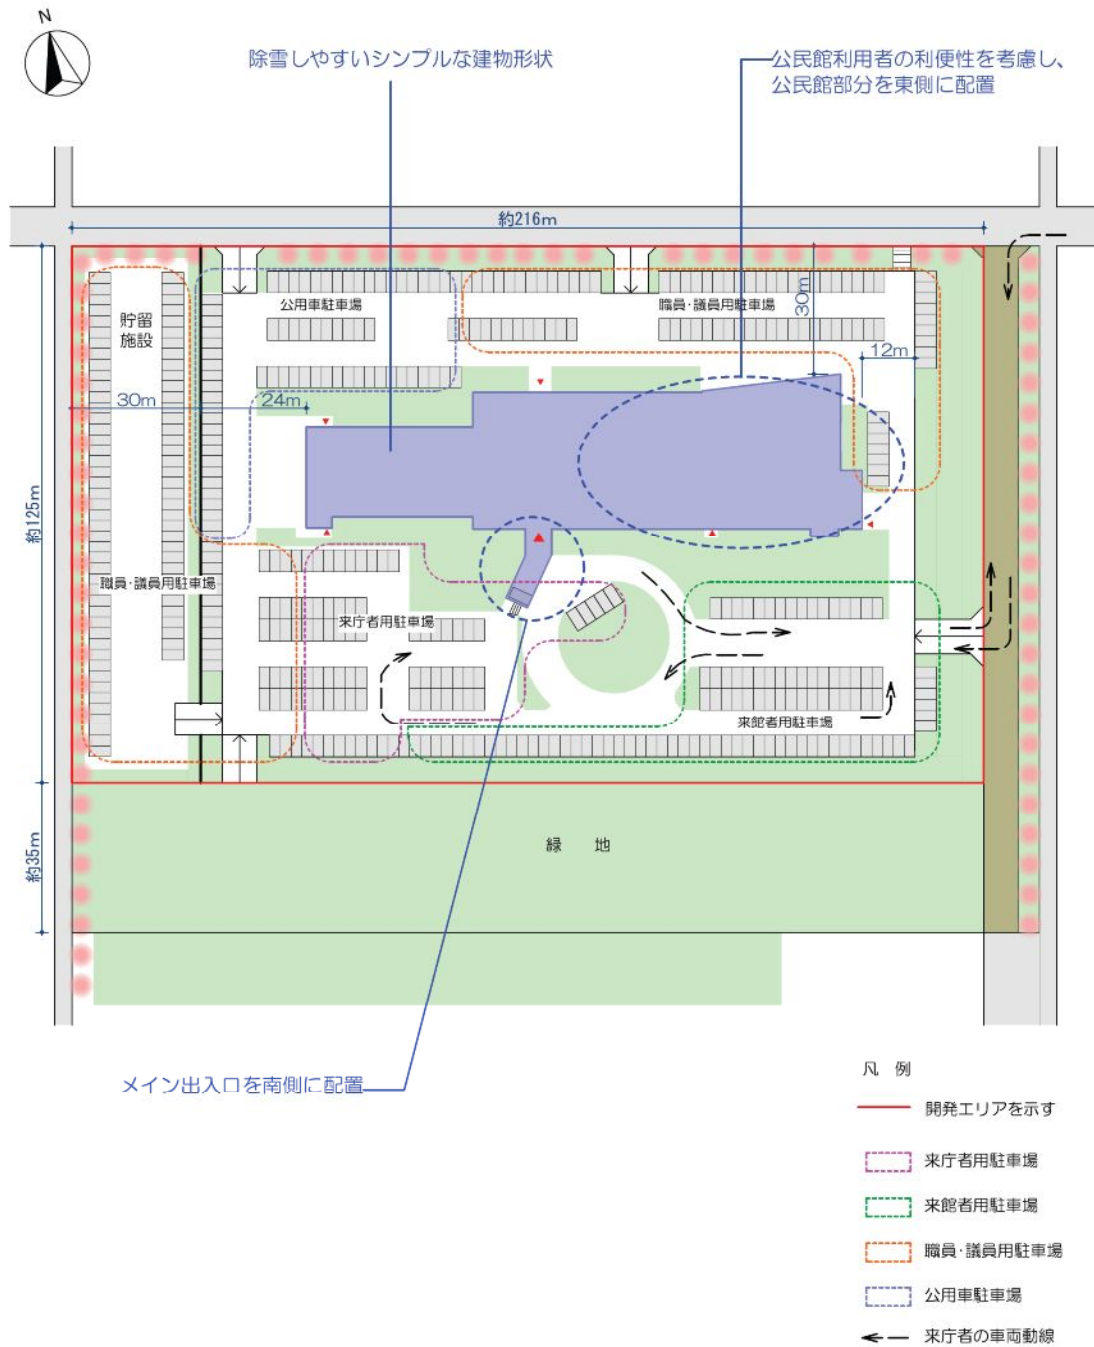 N
除雪しやすいシンプルな建物形状
公民館利用者の利便性を考慮し、
公民館部分を東側に配置
約216m
公用車駐車場
職員・議員用駐車場
貯留
施設
30m
12m
30m
24m
約125m
職員・議員用駐車場
来庁者用駐車場
来館者用駐車場
緑 地
約35m
メイン出入口を南側に配置
凡 例
開発エリアを示す
来庁者用駐車場
来館者用駐車場
職員・議員用駐車場
公用車駐車場
来庁者の車両動線